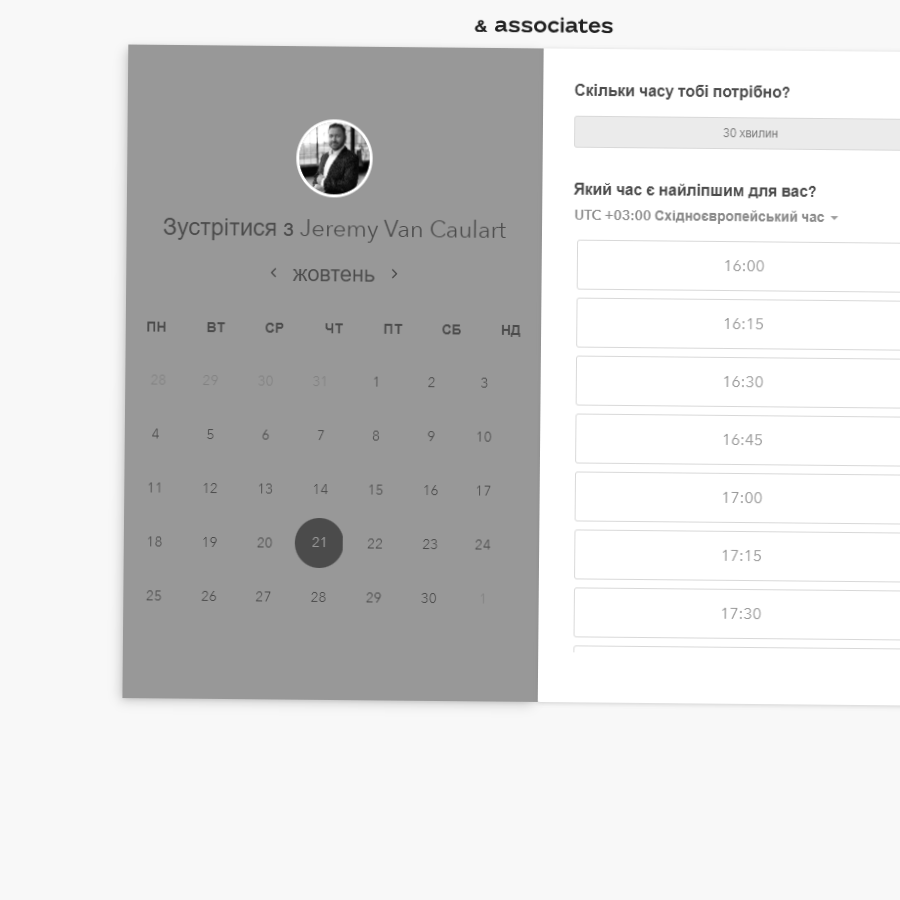 & associates
Зустрітися з Jeremy Van Caulart
жовтень
ПН ВТ СР ЧТ ПТ СБ НД
28 29 30 31 1 2 3
4 5 6 7 8 9 10
11 12 13 14 15 16 17
18 19 20 21 22 23 24
25 26 27 28 29 30 1
Скільки часу тобі потрібно?
30 хвилин
Який час є найліпшим для вас?
UTC +03:00 Східноєвропейський час
16:00
16:15
16:30
16:45
17:00
17:15
17:30